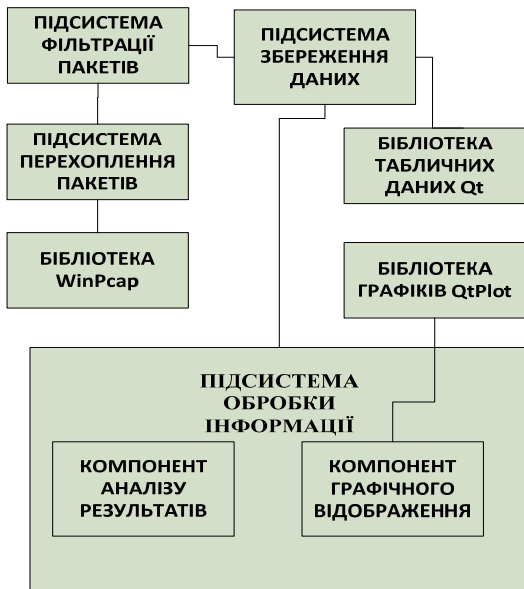 ПІДСИСТЕМА
ФІЛЬТРАЦІЇ
ПАКЕТІВ
ПІДСИСТЕМА
ЗБЕРЕЖЕННЯ
ДАНИХ
ПІДСИСТЕМА
ПЕРЕХОПЛЕННЯ
ПАКЕТІВ
БІБЛІОТЕКА
ТАБЛИЧНИХ
ДАНИХ Qt
БІБЛІОТЕКА
WinPcap
БІБЛІОТЕКА
ГРАФІКІВ QtPlot
ПІДСИСТЕМА
ОБРОБКИ
ІНФОРМАЦІЇ
КОМПОНЕНТ
АНАЛІЗУ
РЕЗУЛЬТАТІВ
КОМПОНЕНТ
ГРАФІЧНОГО
ВІДОБРАЖЕННЯ